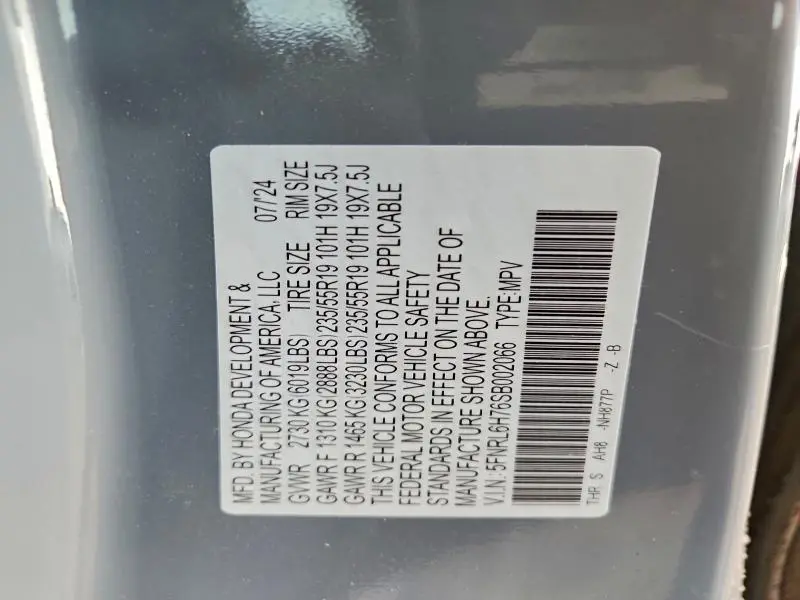 MFD. BY HONDA DEVELOPMENT &
MANUFACTURING OF AMERICA, LLC 07/'24
GVWR 2730 KG(6019LBS) TIRE SIZE RIM SIZE
GAWR F 1310 KG(2888LBS)235/55R19 101H 19X7.5J
GAWR R 1465 KG(3230LBS)235/55R19 101H 19X7.5J
THIS VEHICLE CONFORMS TO ALL APPLICABLE
FEDERAL MOTOR VEHICLE SAFETY
STANDARDS IN EFFECT ON THE DATE OF
MANUFACTURE SHOWN ABOVE.
V.I.N.: 5FNRL6H76SB002066 TYPE:MPV
THR S AH8 -NH877P -Z -B